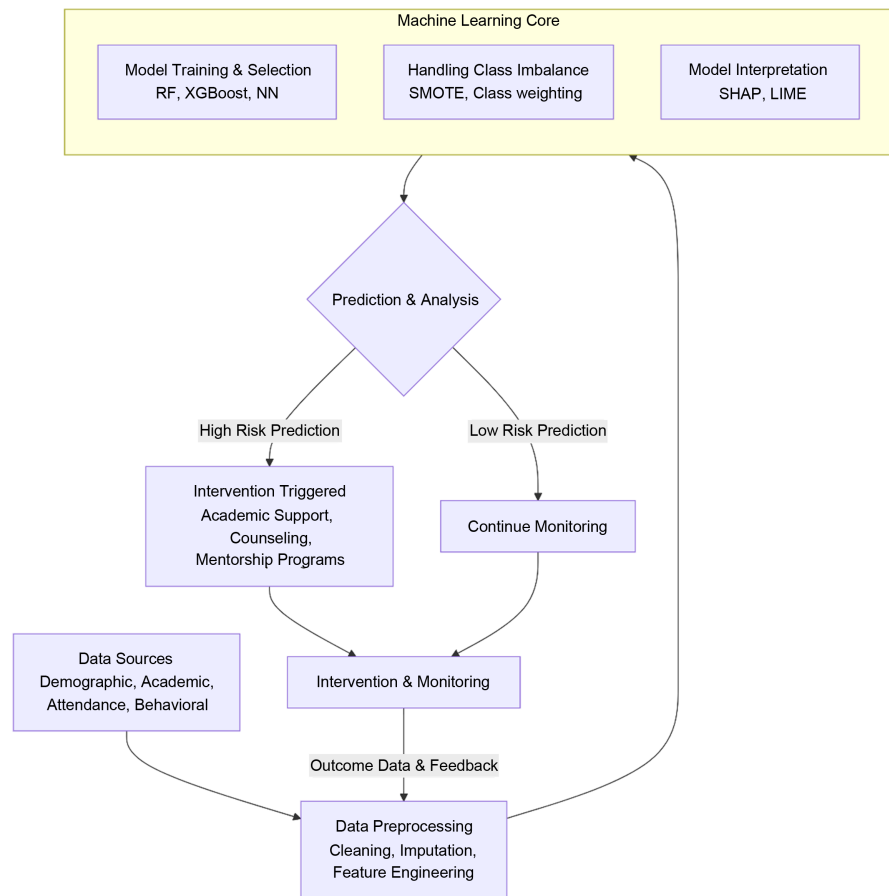 Machine Learning Core
Model Training & Selection
RF, XGBoost, NN
Handling Class Imbalance
SMOTE, Class weighting
Model Interpretation
SHAP, LIME
Prediction & Analysis
High Risk Prediction
Low Risk Prediction
Intervention Triggered
Academic Support,
Counseling,
Mentorship Programs
Continue Monitoring
Data Sources
Demographic, Academic,
Attendance, Behavioral
Intervention & Monitoring
Outcome Data & Feedback
Data Preprocessing
Cleaning, Imputation,
Feature Engineering